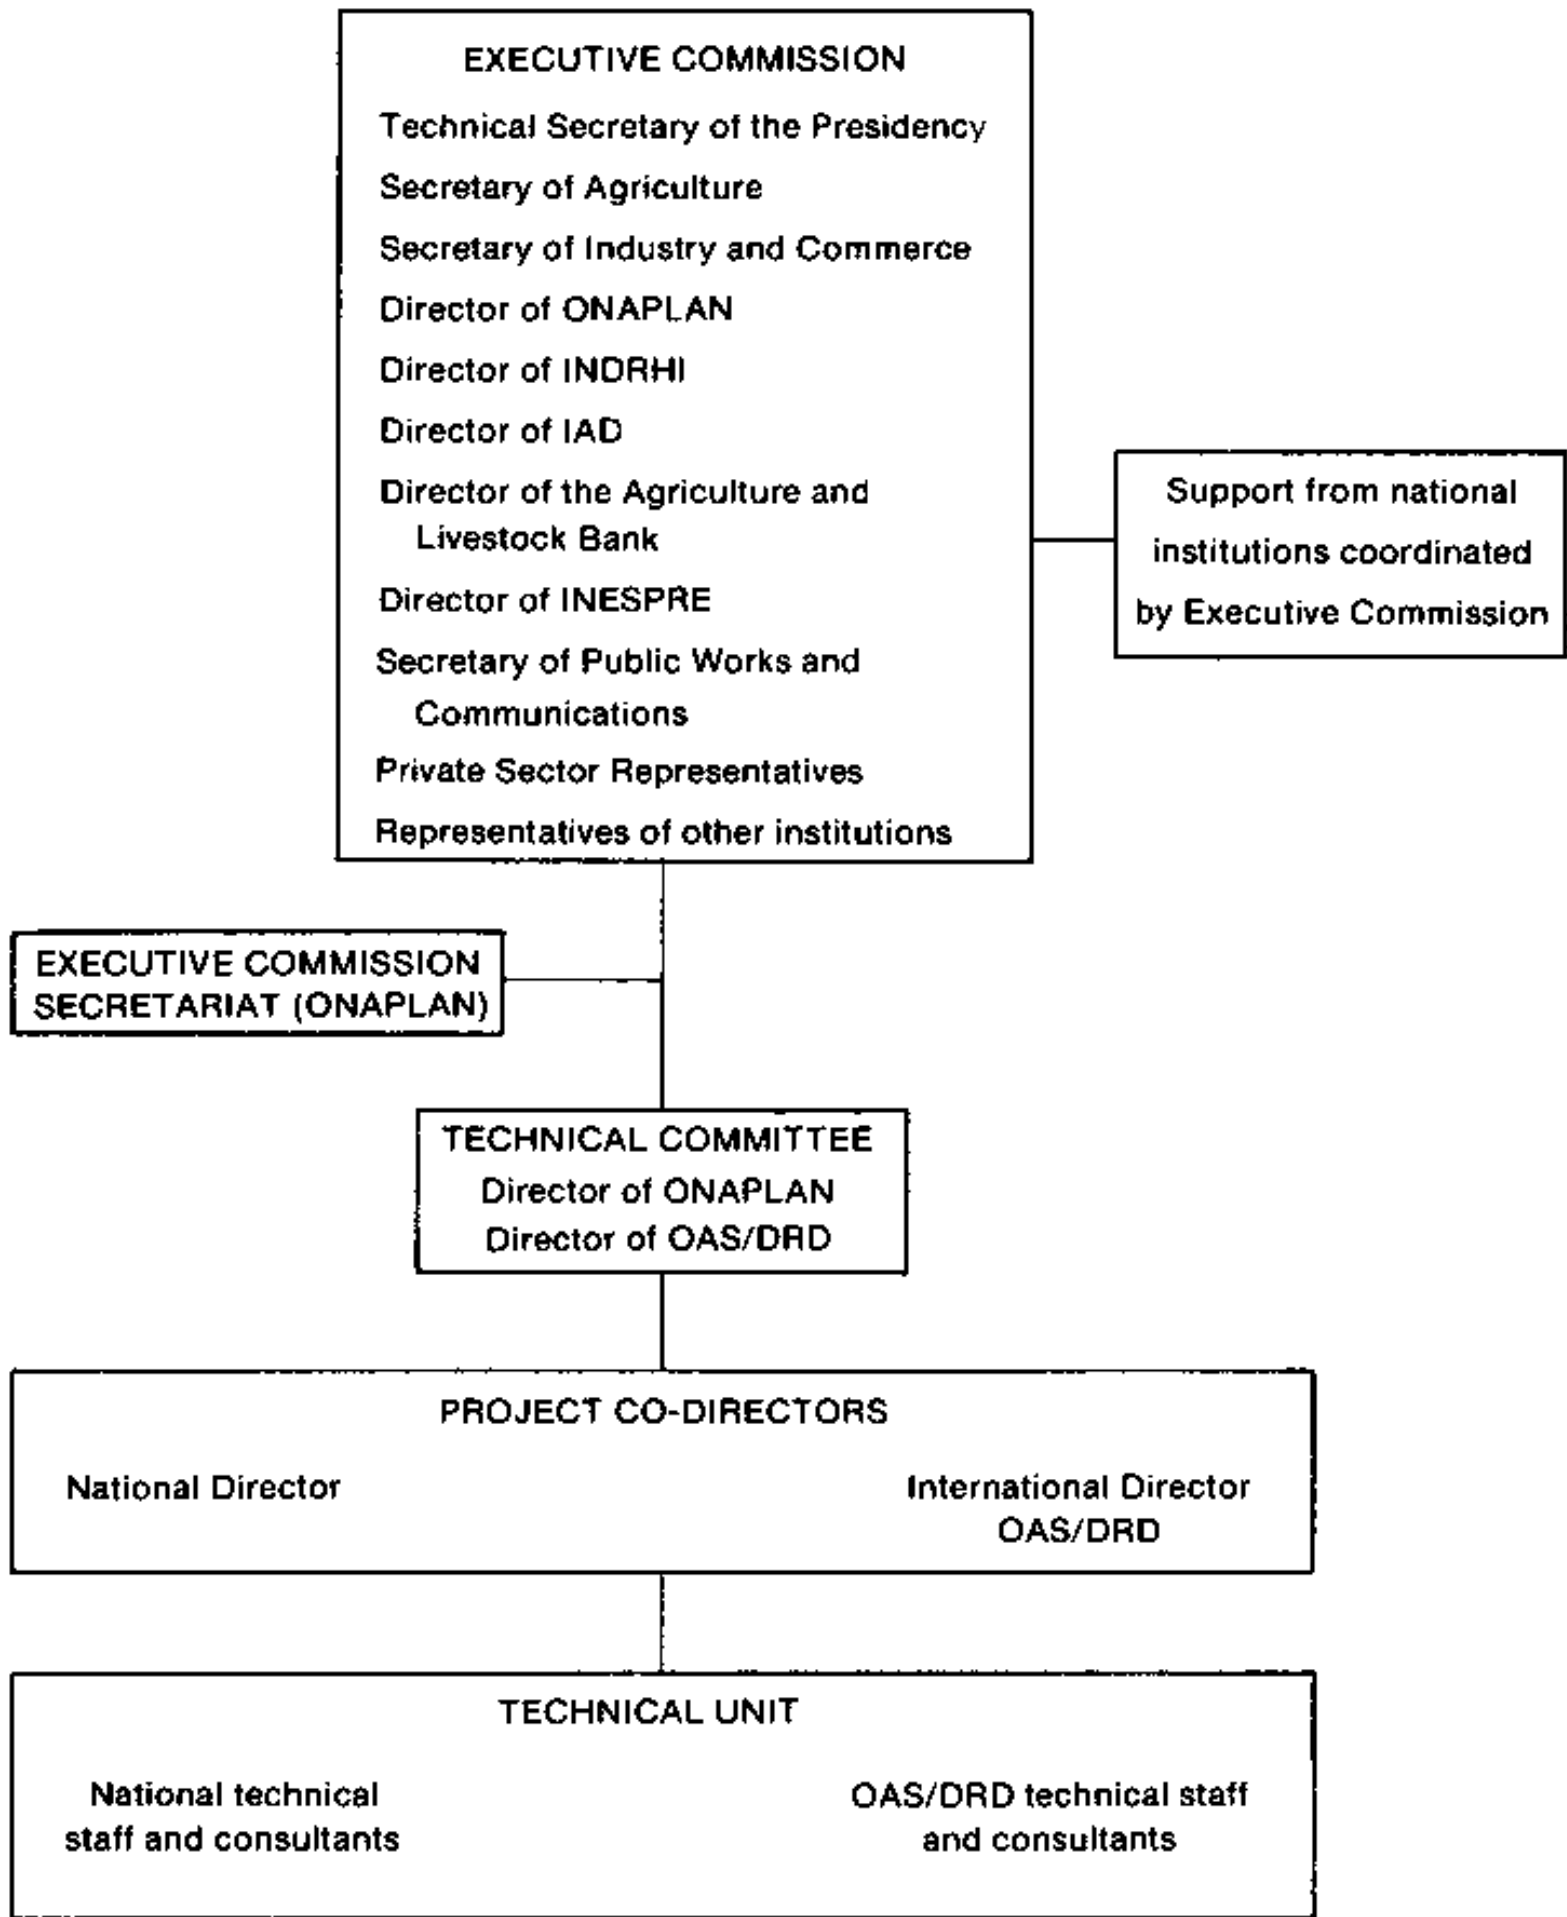 EXECUTIVE COMMISSION
Technical Secretary of the Presidency
Secretary of Agriculture
Secretary of Industry and Commerce
Director of ONAPLAN
Director of INDRHI
Director of IAD
Director of the Agriculture and
Livestock Bank
Director of INESPRE
Secretary of Public Works and
Communications
Private Sector Representatives
Representatives of other institutions
Support from national
institutions coordinated
by Executive Commission
EXECUTIVE COMMISSION
SECRETARIAT (ONAPLAN)
TECHNICAL COMMITTEE
Director of ONAPLAN
Director of OAS/DRD
PROJECT CO-DIRECTORS
National Director
International Director
OAS/DRD
TECHNICAL UNIT
National technical
staff and consultants
OAS/DRD technical staff
and consultants